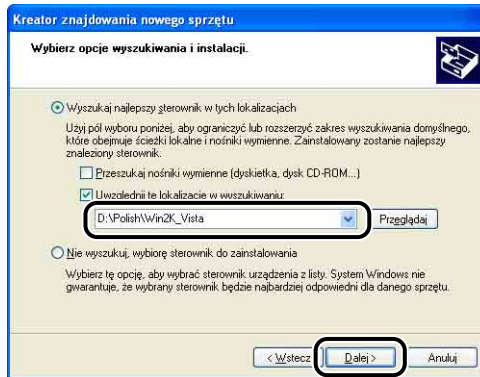 Kreator znajdowania nowego sprzętu
Wybierz opcje wyszukiwania i instalacji.
Wyszukaj najlepszy sterownik w tych lokalizacjach
Użyj pól wyboru poniżej, aby ograniczyć lub rozszerzyć zakres wyszukiwania domyślnego,
które obejmuje ścieżki lokalne i nośniki wymienne. Zainstalowany zostanie najlepszy
znaleziony sterownik.
Przeszukaj nośniki wymienne (dyskietka, dysk CD-ROM...)
Uwzględnij te lokalizacje w wyszukiwaniu:
D:\Polish\Win2K_Vista
Przeglądaj
Nie wyszukuj, wybiorę sterownik do zainstalowania
Wybierz tę opcję, aby wybrać sterownik urządzenia z listy. System Windows nie
gwarantuje, że wybrany sterownik będzie najbardziej odpowiedni dla danego sprzętu.
< Wstecz
Dalej >
Anuluj